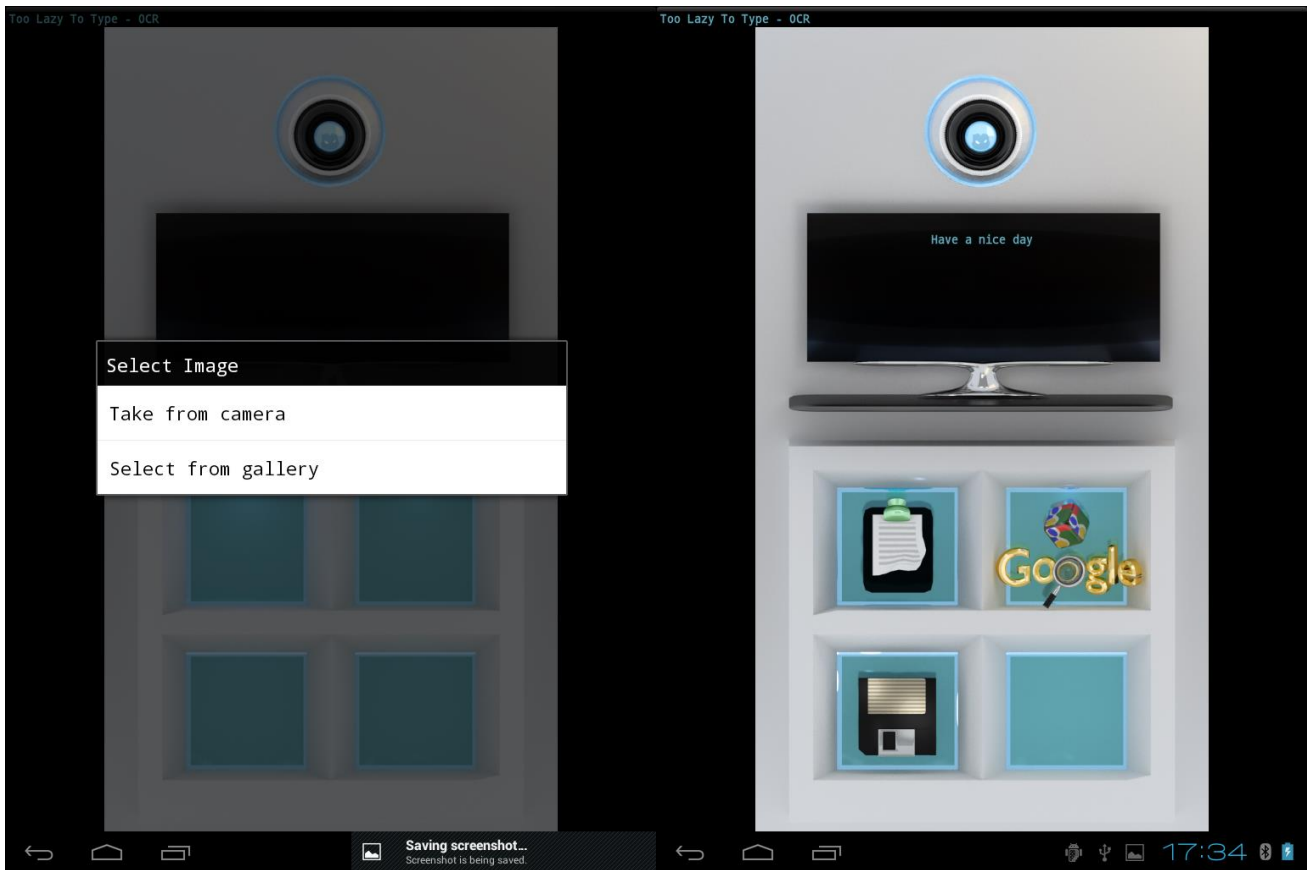 Too Lazy To Type - OCR
Select Image
Take from camera
Select from gallery
Saving screenshot...
Screenshot is being saved.
Too Lazy To Type - OCR
Have a nice day
Google
17:34